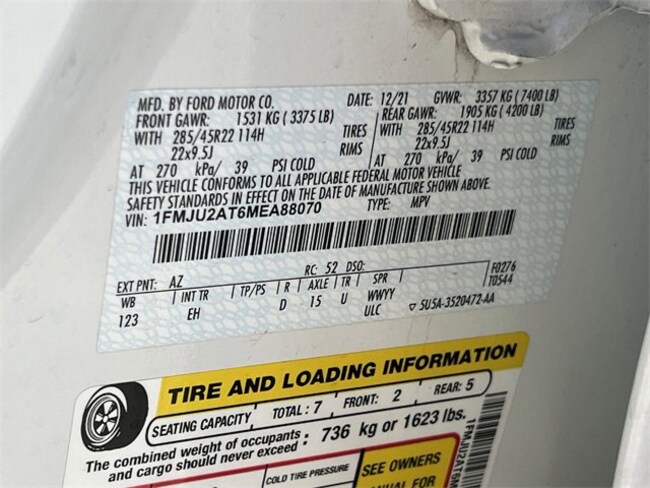 MFD. BY FORD MOTOR CO. DATE: 12/21 GVWR: 3357 KG ( 7400 LB)
FRONT GAWR: 1531 KG ( 3375 LB) REAR GAWR: 1905 KG ( 4200 LB)
WITH 285/45R22 114H TIRES WITH 285/45R22 114H TIRES
22x9.5J RIMS 22x9.5J RIMS
AT 270 kPa/ 39 PSI COLD AT 270 kPa/ 39 PSI COLD
THIS VEHICLE CONFORMS TO ALL APPLICABLE FEDERAL MOTOR VEHICLE
SAFETY STANDARDS IN EFFECT ON THE DATE OF MANUFACTURE SHOWN ABOVE.
VIN: 1FMJU2AT6MEA88070 TYPE: MPV
EXT PNT: AZ RC: 52 DSO: F0276
WB INT TR TP/PS R AXLE TR SPR T0544
123 EH D 15 U WWYY
ULC 5U5A-3520472-AA
TIRE AND LOADING INFORMATION
SEATING CAPACITY TOTAL : 7 FRONT: 2 REAR: 5
The combined weight of occupants
and cargo should never exceed : 736 kg or 1623 lbs.
COLD TIRE PRESSURE SEE OWNERS
MANUAL FOR
1FMJU2AT6M